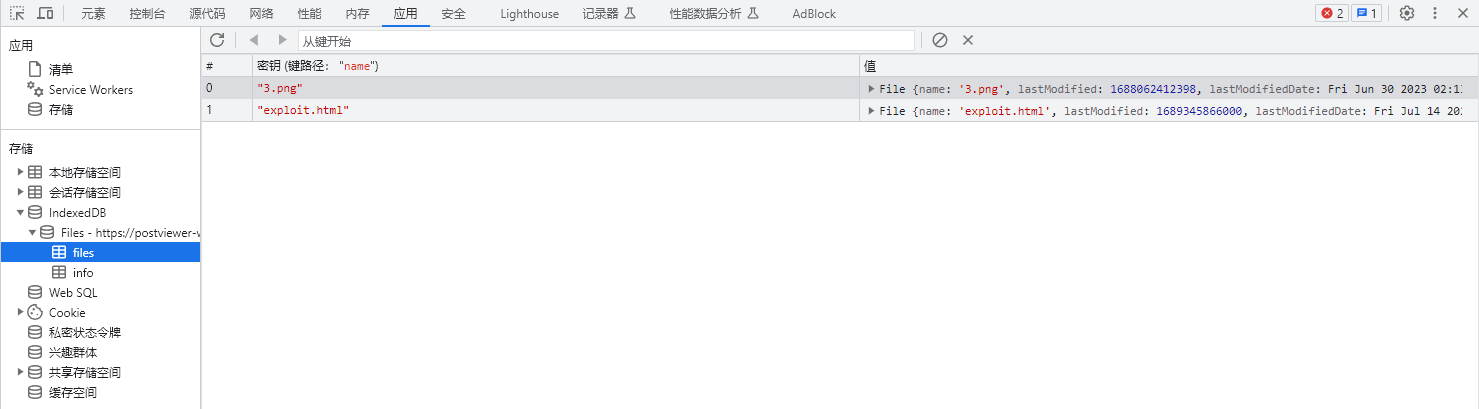 元素 控制台 源代码 网络 性能 内存 应用 安全 Lighthouse 记录器 性能数据分析 AdBlock 2 1
应用
清单
Service Workers
存储
存储
本地存储空间
会话存储空间
IndexedDB
Files - https://postviewer-v
files
info
Web SQL
Cookie
私密状态令牌
兴趣群体
共享存储空间
缓存空间
从键开始
# 密钥 (键路径: "name") 值
0 "3.png" File {name: '3.png', lastModified: 1688062412398, lastModifiedDate: Fri Jun 30 2023 02:1
1 "exploit.html" File {name: 'exploit.html', lastModified: 1689345866000, lastModifiedDate: Fri Jul 14 202